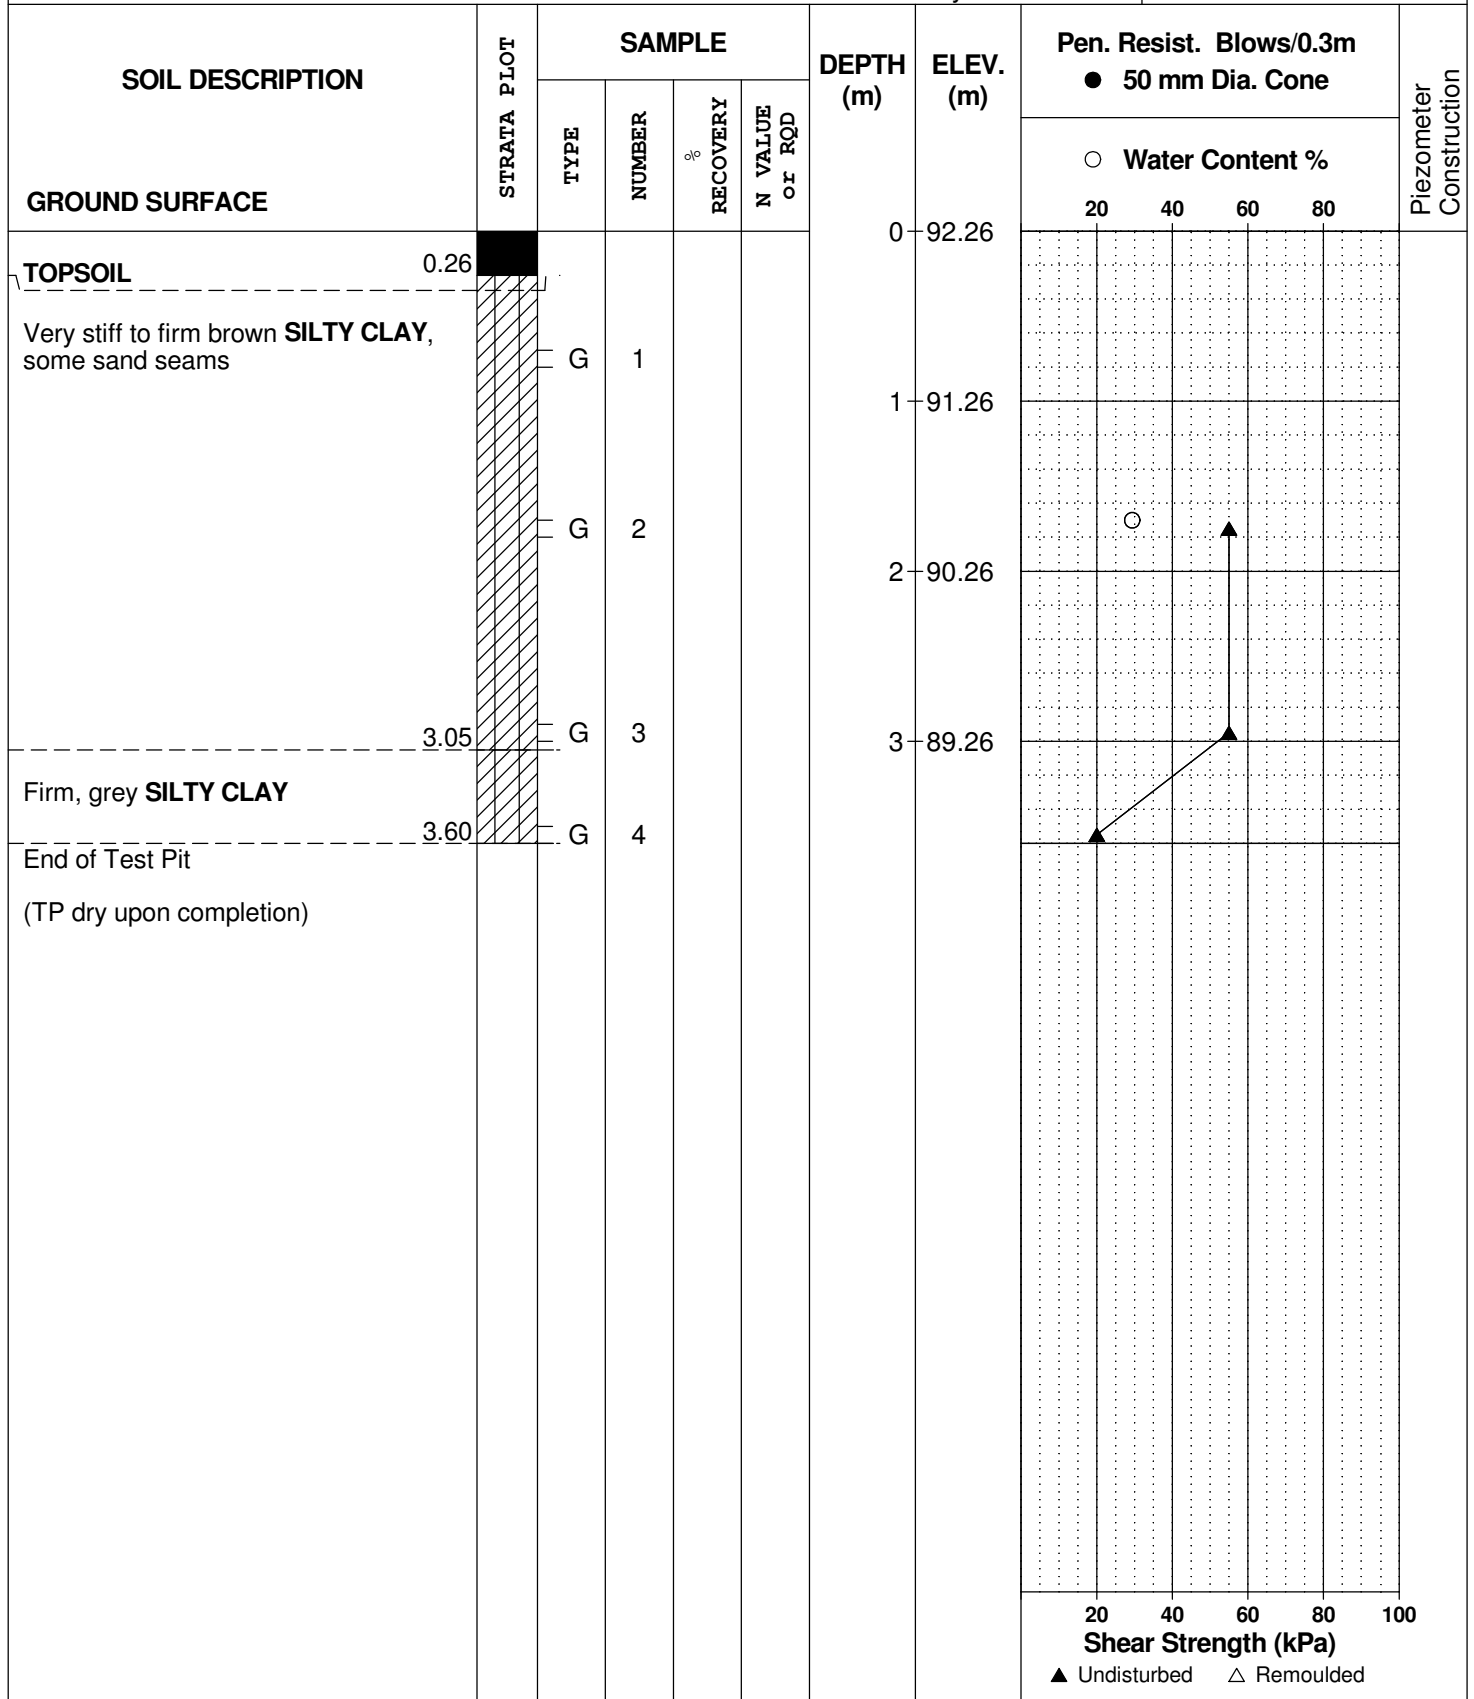 SOIL DESCRIPTION
GROUND SURFACE
STRATA PLOT
SAMPLE
TYPE
NUMBER
%
RECOVERY
N VALUE
or RQD
DEPTH
(m)
ELEV.
(m)
Pen. Resist. Blows/0.3m
● 50 mm Dia. Cone
○ Water Content %
20 40 60 80
Piezometer
Construction
0 92.26
TOPSOIL 0.26
Very stiff to firm brown SILTY CLAY,
some sand seams
G 1
1 91.26
G 2
2 90.26
G 3
3.05
3 89.26
Firm, grey SILTY CLAY
3.60
G 4
End of Test Pit
(TP dry upon completion)
20 40 60 80 100
Shear Strength (kPa)
▲ Undisturbed △ Remoulded